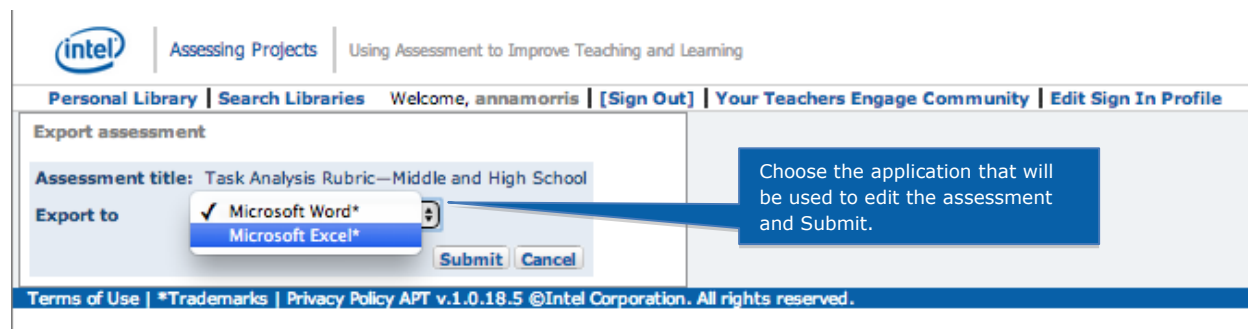 intel Assessing Projects Using Assessment to Improve Teaching and Learning
Personal Library | Search Libraries Welcome, annamorris | [Sign Out] | Your Teachers Engage Community | Edit Sign In Profile
Export assessment
Assessment title: Task Analysis Rubric—Middle and High School
Export to
✓ Microsoft Word*
Microsoft Excel*
Submit Cancel
Choose the application that will
be used to edit the assessment
and Submit.
Terms of Use | *Trademarks | Privacy Policy APT v.1.0.18.5 ©Intel Corporation. All rights reserved.